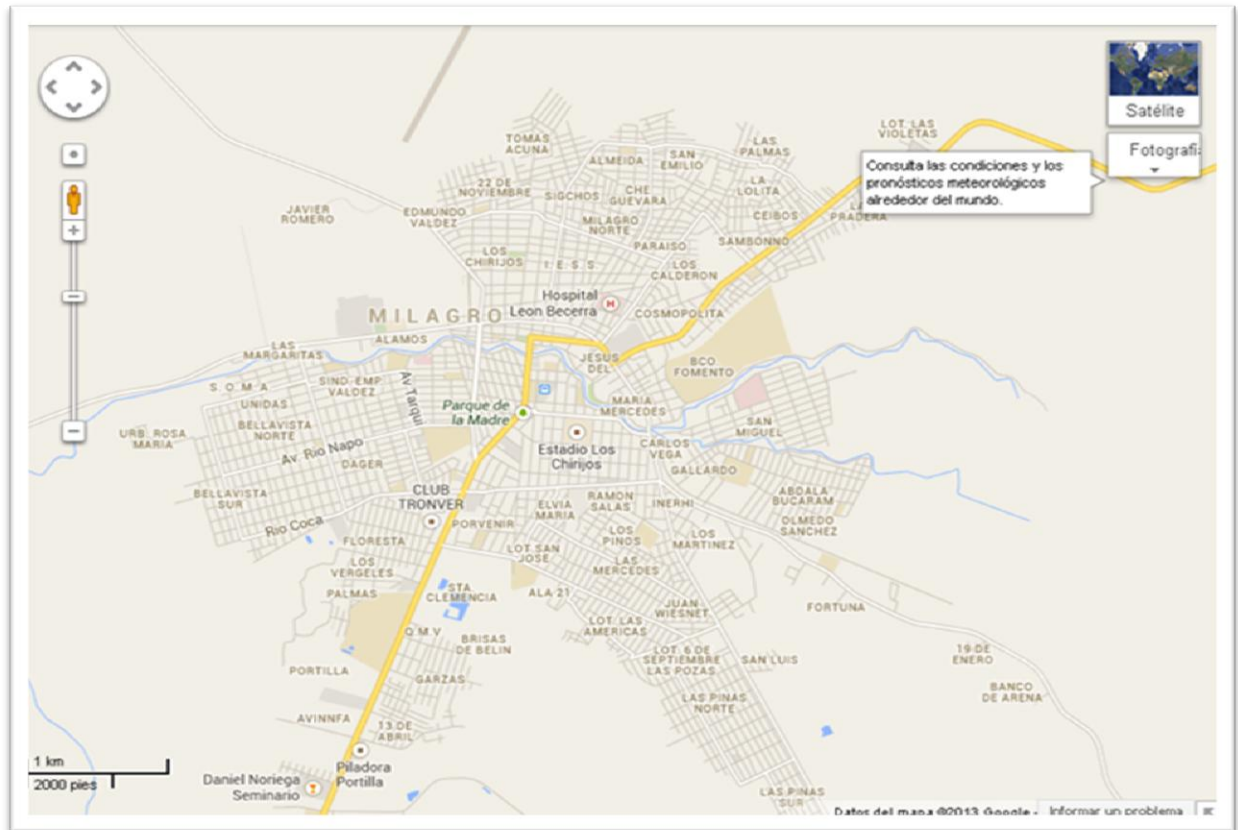 Satélite
Fotografí
Consulta las condiciones y los
pronósticos meteorológicos
alrededor del mundo.
LOT. LAS
VIOLETAS
TOMAS
ACUNA
ALMEIDA
SAN
EMILIO
LAS
PALMAS
22 DE
NOVIEMBRE
SIGCHOS
CHE
GUEVARA
LA
LOLITA
JAVIER
ROMERO
EDMUNDO
VALDEZ
MILAGRO
NORTE
CEIBOS
PRADERA
LOS
CHIRIJOS
PARAISO
SAMBONNO
I. E. S. S
LOS
CALDERON
Hospital
Leon Becerra
H
COSMOPOLITA
MILAGRO
ALAMOS
LAS
MARGARITAS
JESUS
DEL
BCO
FOMENTO
S. O. M. A
SIND. EMP.
VALDEZ
UNIDAS
Av Tarqui
Parque de
la Madre
MARIA
MERCEDES
URB. ROSA
MARIA
BELLAVISTA
NORTE
Av. Rio Napo
DAGER
Estadio Los
Chirijos
CARLOS
VEGA
SAN
MIGUEL
GALLARDO
BELLAVISTA
SUR
CLUB
TRONVER
Rio Coca
ELVIA
MARIA
RAMON
SALAS
INERHI
ABDALA
BUCARAM
OLMEDO
SANCHEZ
PORVENIR
FLORESTA
LOS
PINOS
LOS
MARTINEZ
LOS
VERGELES
LOT SAN
JOSE
LAS
MERCEDES
PALMAS
STA.
CLEMENCIA
ALA 21
JUAN
WIESNET
FORTUNA
Q.M.V
BRISAS
DE BELIN
LOT. LAS
AMERICAS
LOT. 6 DE
SEPTIEMBRE
LAS POZAS
SAN LUIS
19 DE
ENERO
PORTILLA
GARZAS
LAS PINAS
NORTE
BANCO
DE ARENA
AVINNFA
13 DE
ABRIL
1 km
2000 pies
Piladora
Portilla
Daniel Noriega
Seminario
LAS PINAS
SUR
Datos del mapa ©2013 Google -
Informar un problema